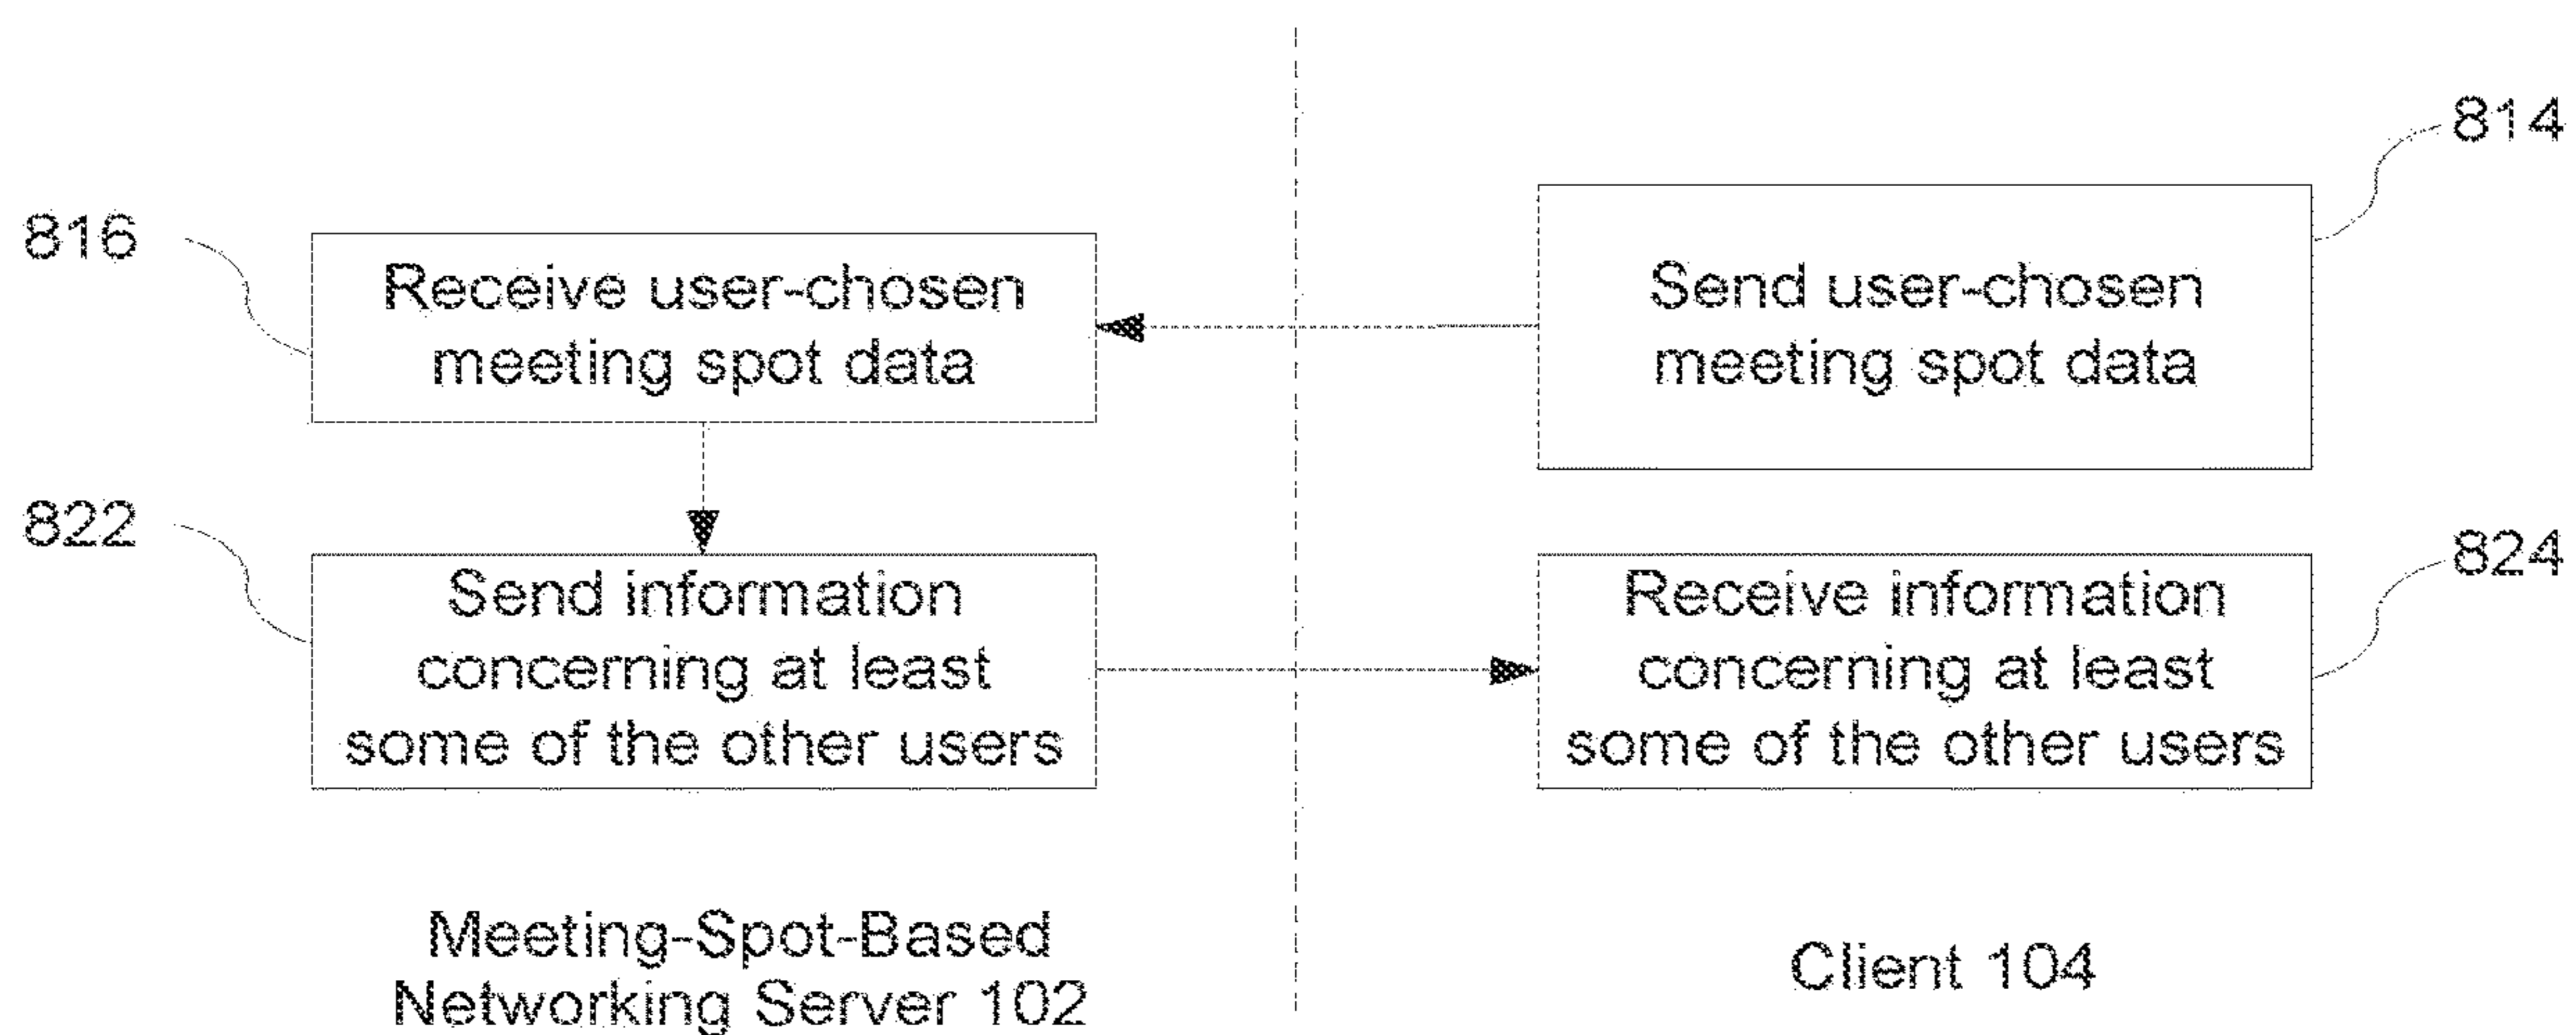 814
816
Receive user-chosen
meeting spot data
Send user-chosen
meeting spot data
822
Send information
concerning at least
some of the other users
824
Receive information
concerning at least
some of the other users
Meeting-Spot-Based
Networking Server 102
Client 104